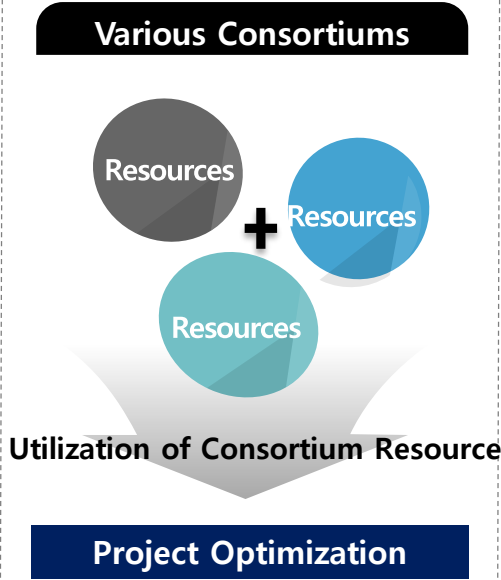 Various Consortiums
Resources
+
Resources
Resources
Utilization of Consortium Resource
Project Optimization